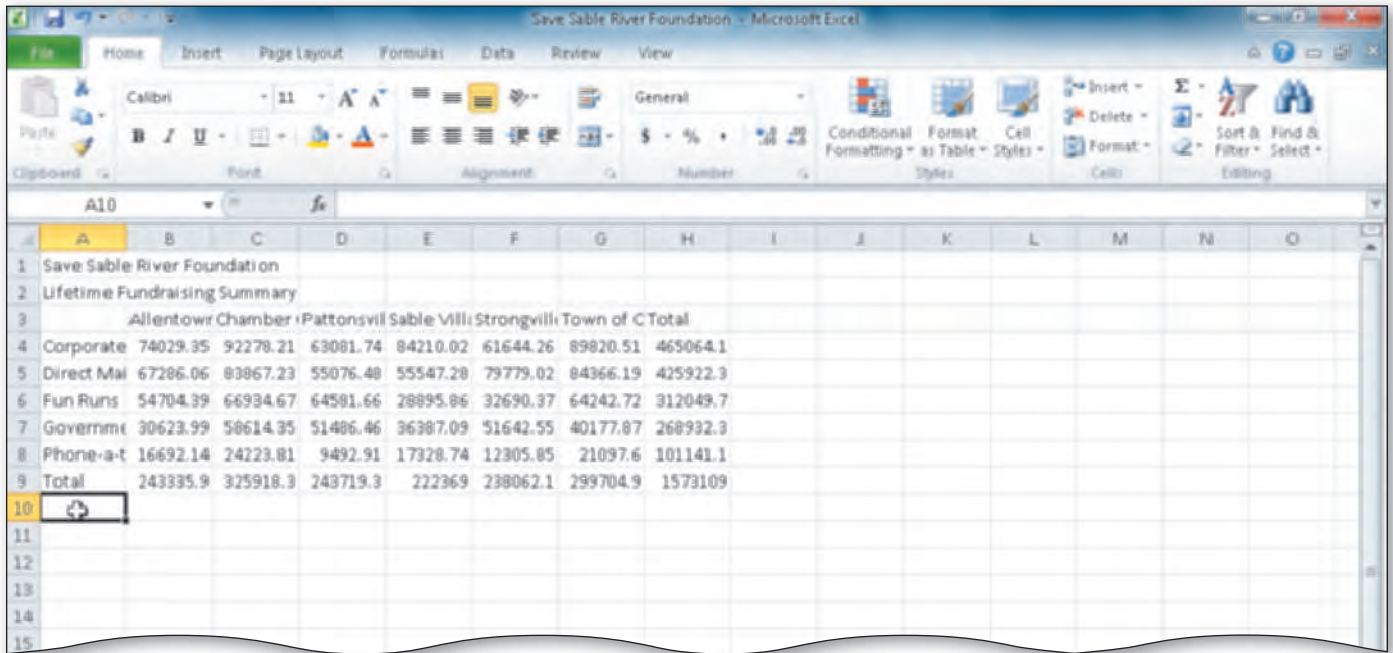 Save Sable River Foundation - Microsoft Excel
File Home Insert Page Layout Formulas Data Review View
Calibri 11 A A General
Paste B I U A $ % , Conditional Formatting Format as Table Cell Styles Insert Delete Format Σ Sort & Filter Find & Select
Clipboard Font Alignment Number Styles Cells Editing
A10 fx
A B C D E F G H I J K L M N O
1 Save Sable River Foundation
2 Lifetime Fundraising Summary
3 Allentowr Chamber Pattonsvill Sable Villa Strongville Town of C Total
4 Corporate 74029.35 92278.21 63081.74 84210.02 61644.26 89820.51 465064.1
5 Direct Mai 67286.06 83867.23 55076.48 55547.28 79779.02 84366.19 425922.3
6 Fun Runs 54704.39 66934.67 64581.66 28895.86 32690.37 64242.72 312049.7
7 Governme 30623.99 58614.35 51486.46 36387.09 51642.55 40177.87 268932.3
8 Phone-a-t 16692.14 24223.81 9492.91 17328.74 12305.85 21097.6 101141.1
9 Total 243335.9 325918.3 243719.3 222369 238062.1 299704.9 1573109
10
11
12
13
14
15